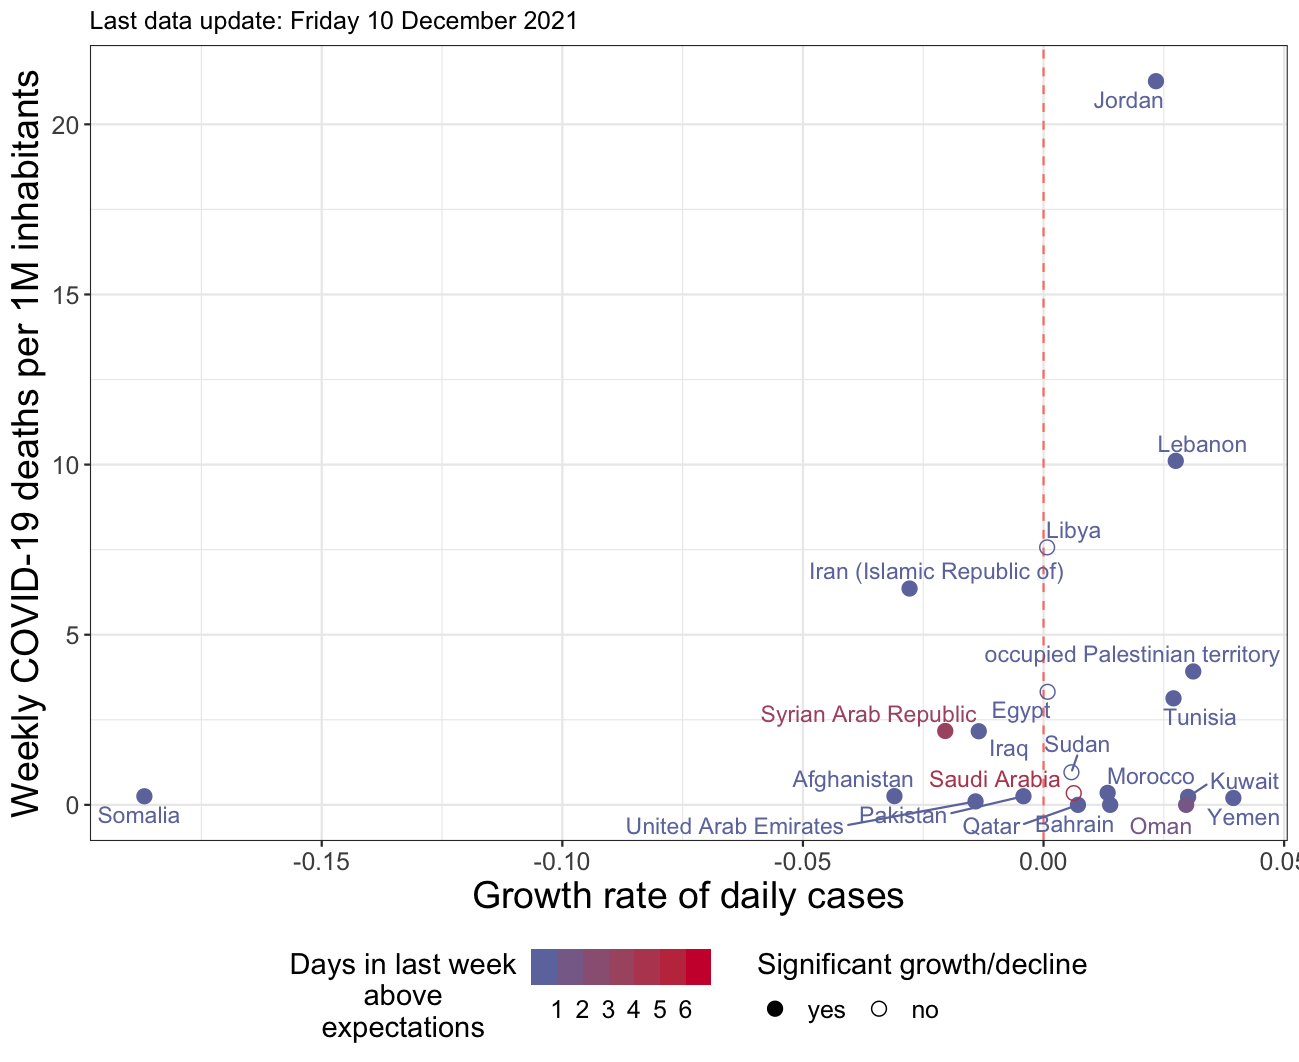 Last data update: Friday 10 December 2021
Weekly COVID-19 deaths per 1M inhabitants
20
15
10
5
0
Jordan
Lebanon
Libya
Iran (Islamic Republic of)
occupied Palestinian territory
Syrian Arab Republic
Egypt
Tunisia
Iraq
Sudan
Afghanistan
Saudi Arabia
Morocco
Kuwait
Somalia
United Arab Emirates
Pakistan
Qatar
Bahrain
Oman
Yemen
-0.15
-0.10
-0.05
0.00
0.05
Growth rate of daily cases
Days in last week
above
expectations
1 2 3 4 5 6
Significant growth/decline
yes
no